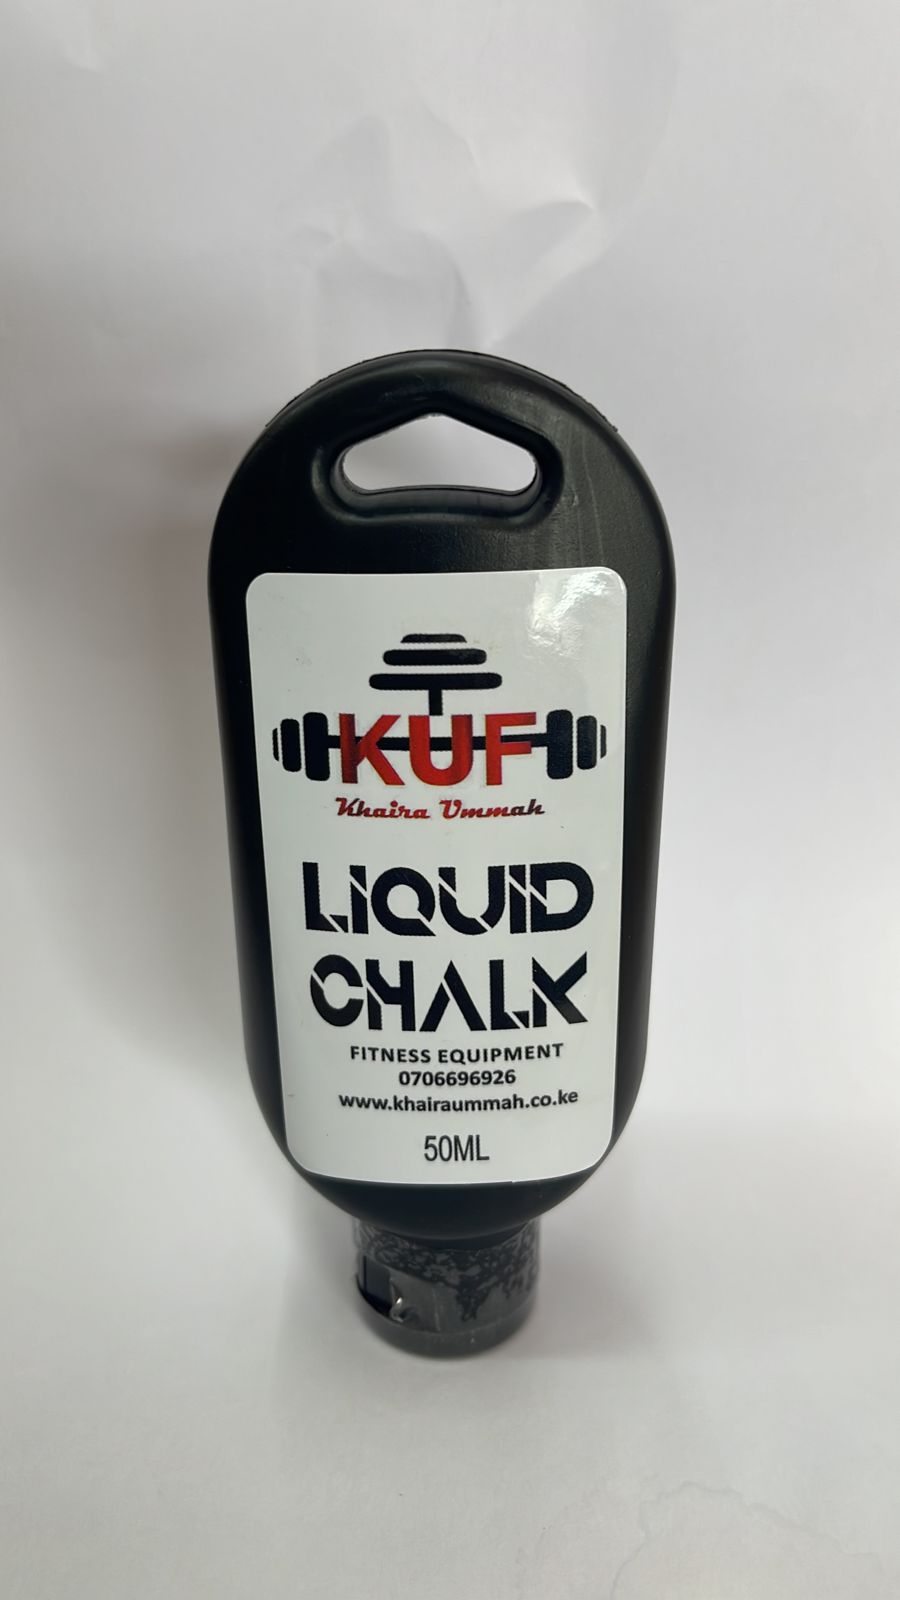 KUF
Khaira Ummah
LIQUID
CHALK
FITNESS EQUIPMENT
0706696926
www.khairaummah.co.ke
50ML